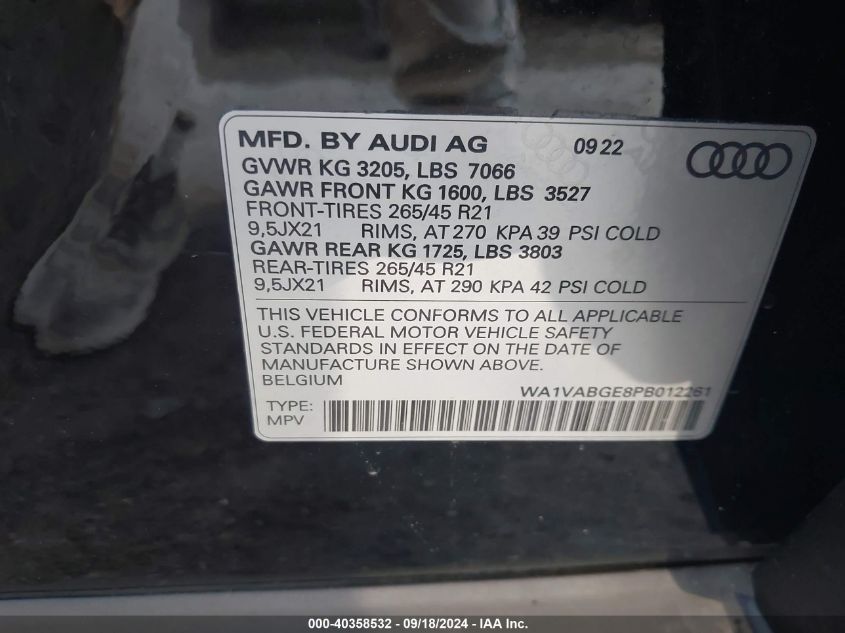 MFD. BY AUDI AG 09 22
GVWR KG 3205, LBS 7066
GAWR FRONT KG 1600, LBS 3527
FRONT-TIRES 265/45 R21
9,5JX21 RIMS, AT 270 KPA 39 PSI COLD
GAWR REAR KG 1725, LBS 3803
REAR-TIRES 265/45 R21
9,5JX21 RIMS, AT 290 KPA 42 PSI COLD
THIS VEHICLE CONFORMS TO ALL APPLICABLE
U.S. FEDERAL MOTOR VEHICLE SAFETY
STANDARDS IN EFFECT ON THE DATE OF
MANUFACTURE SHOWN ABOVE.
BELGIUM
WA1VABGE8PB012261
TYPE:
MPV
000-40358532 - 09/18/2024 - IAA Inc.